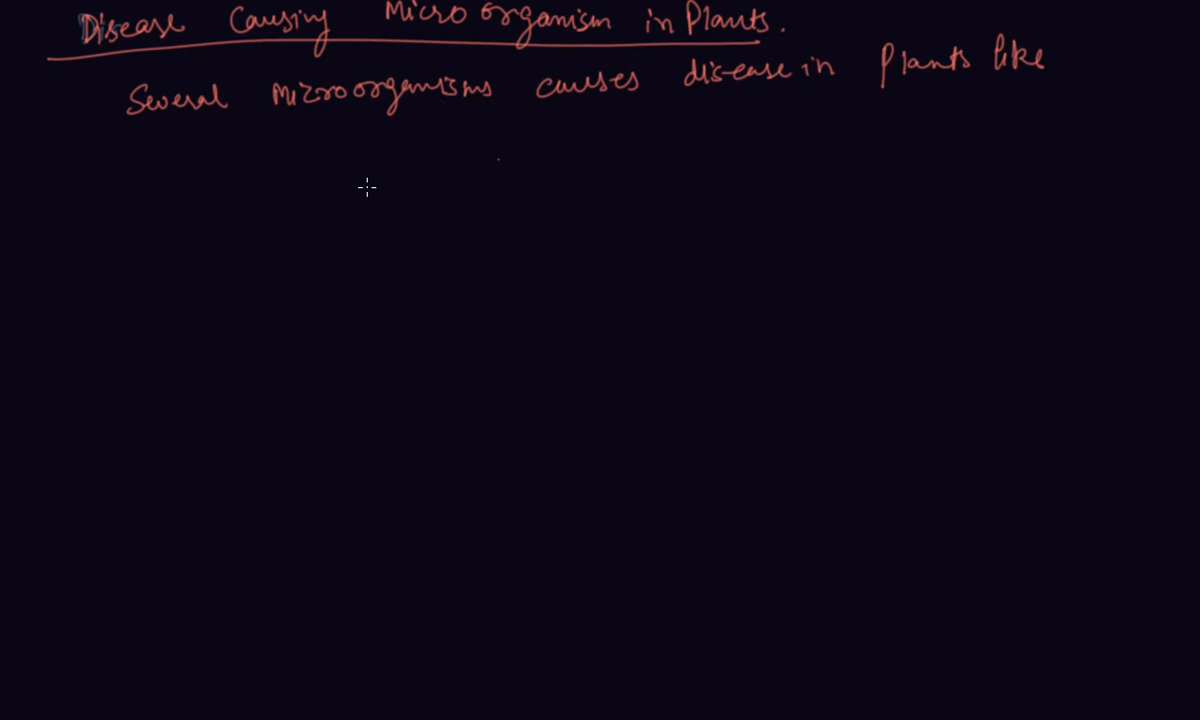 Disease Causing Micro organism in Plants.
Several Microorganisms causes disease in Plants like